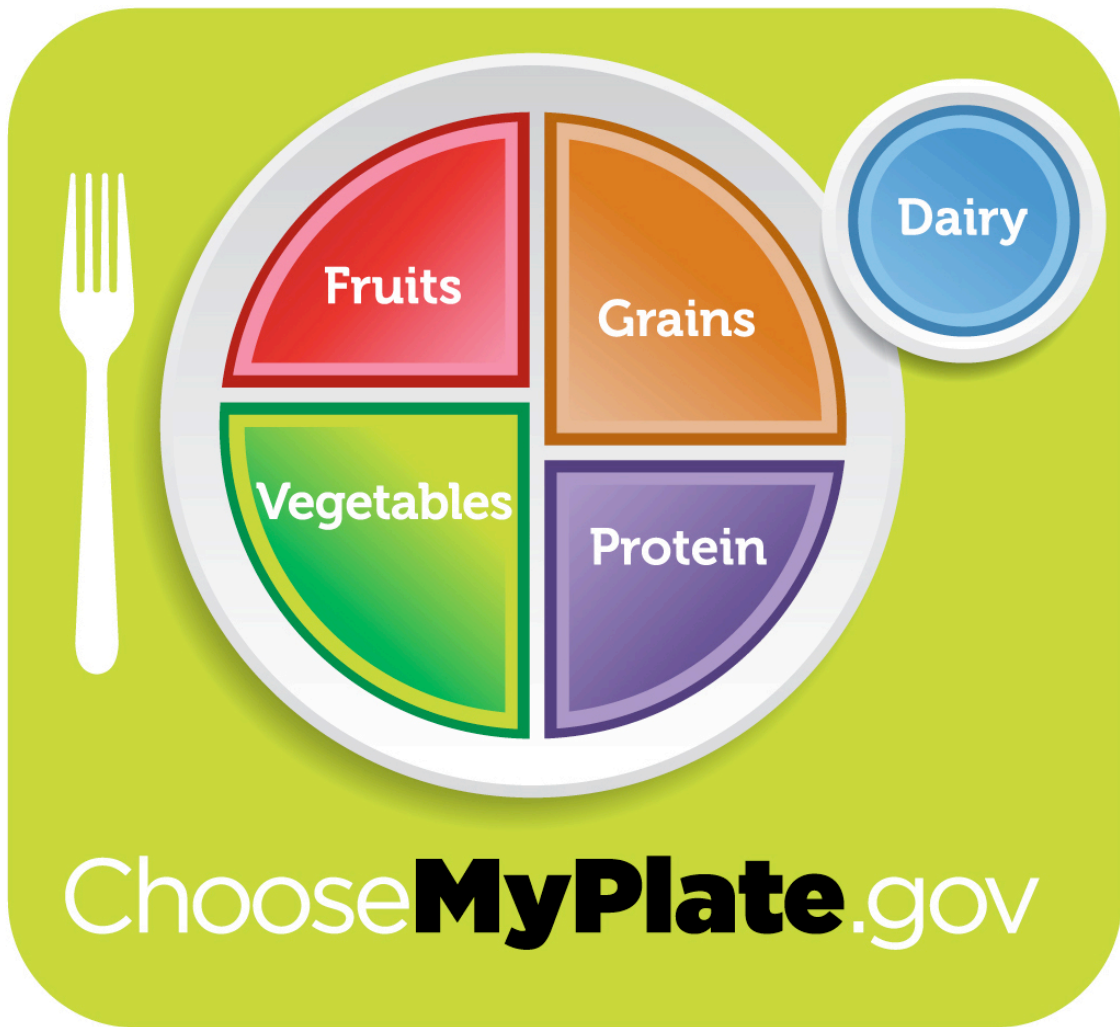 Dairy
Fruits
Grains
Vegetables
Protein
ChooseMyPlate.gov